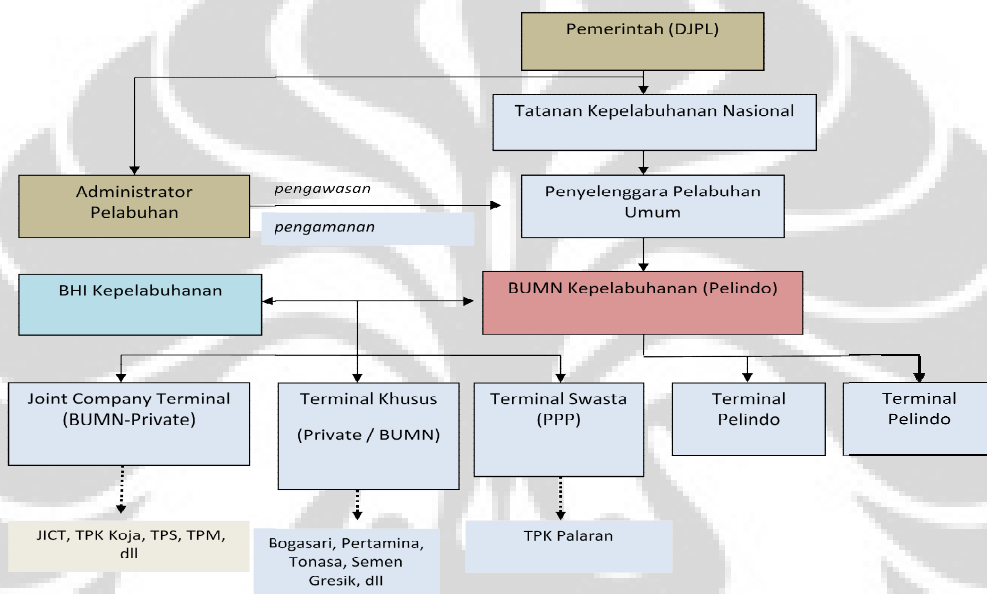 Pemerintah (DJPL)
Tatanan Kepelabuhanan Nasional
Administrator
Pelabuhan
pengawasan
pengamanan
Penyelenggara Pelabuhan
Umum
BHI Kepelabuhanan
BUMN Kepelabuhanan (Pelindo)
Joint Company Terminal
(BUMN-Private)
Terminal Khusus
(Private / BUMN)
Terminal Swasta
(PPP)
Terminal
Pelindo
Terminal
Pelindo
JICT, TPK Koja, TPS, TPM,
dll
Bogasari, Pertamina,
Tonasa, Semen
Gresik, dll
TPK Palaran